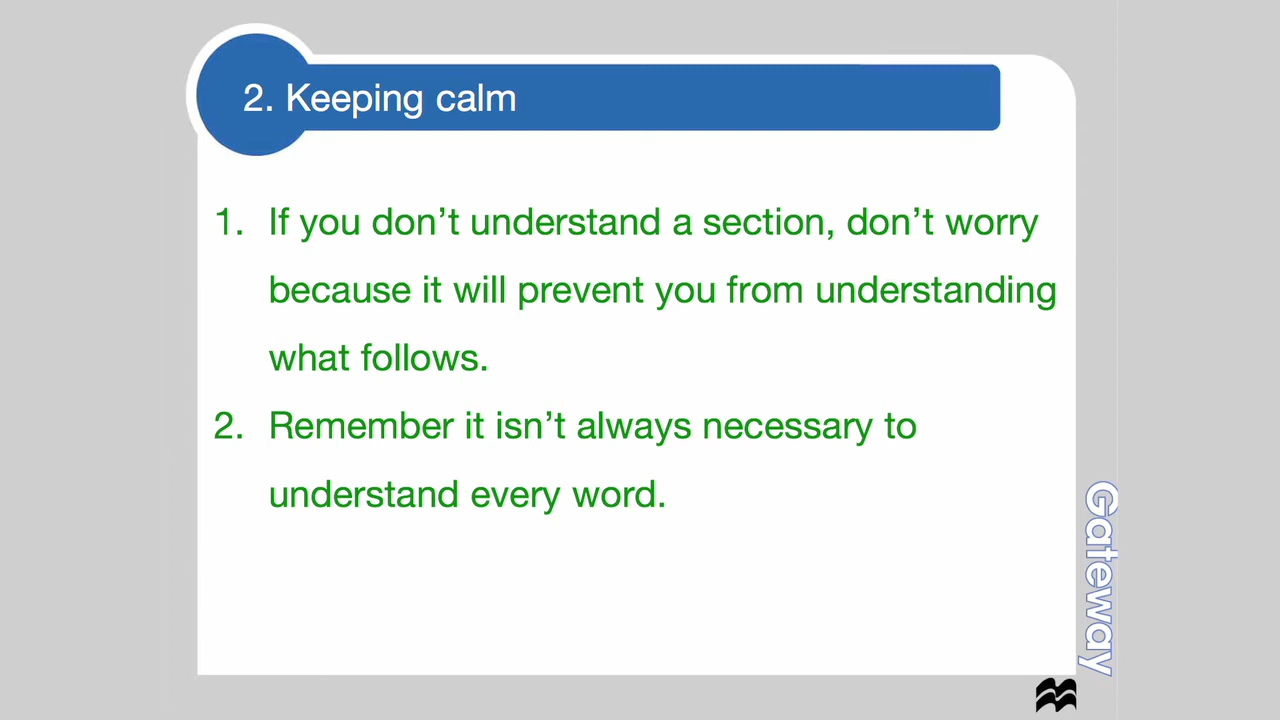 2. Keeping calm
1. If you don’t understand a section, don’t worry
because it will prevent you from understanding
what follows.
2. Remember it isn’t always necessary to
understand every word.
Gateway